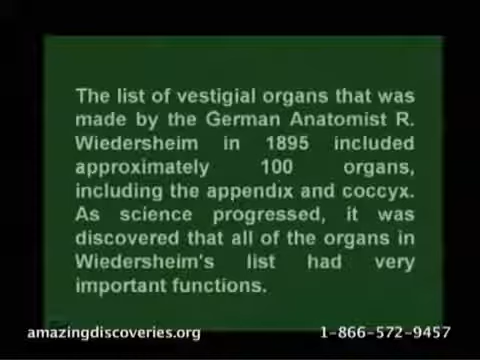 The list of vestigial organs that was
made by the German Anatomist R.
Wiedersheim in 1895 included
approximately 100 organs,
including the appendix and coccyx.
As science progressed, it was
discovered that all of the organs in
Wiedersheim's list had very
important functions.
amazingdiscoveries.org 1-866-572-9457